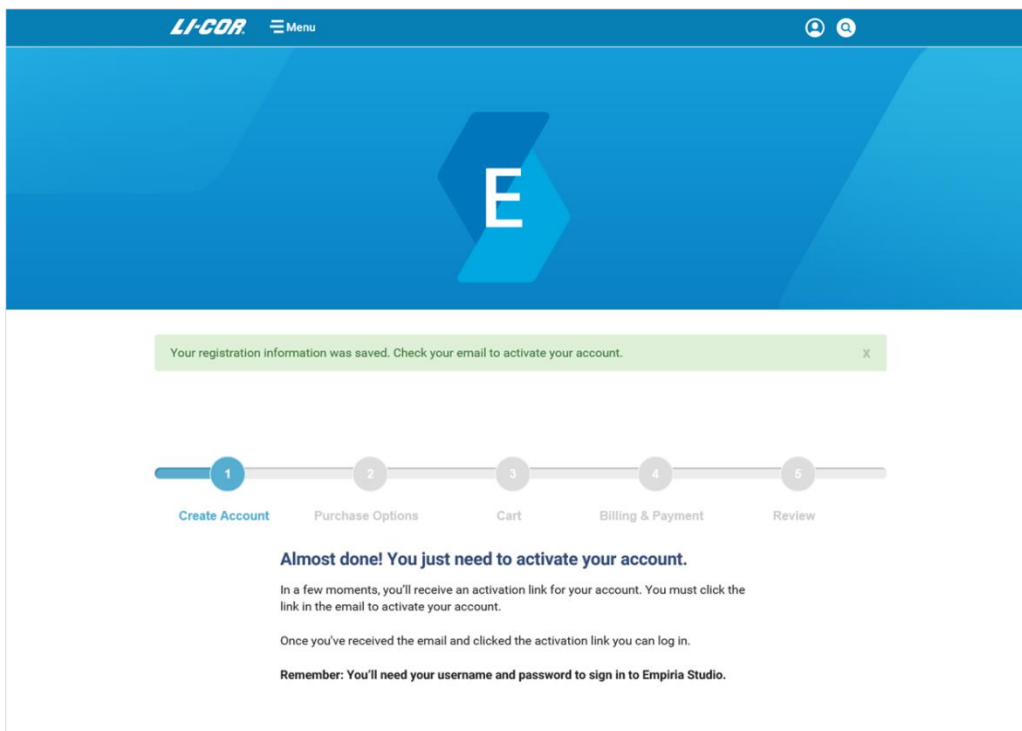 LI-COR.
Menu
E
Your registration information was saved. Check your email to activate your account.
X
1
2
3
4
5
Create Account
Purchase Options
Cart
Billing & Payment
Review
Almost done! You just need to activate your account.
In a few moments, you'll receive an activation link for your account. You must click the
link in the email to activate your account.
Once you've received the email and clicked the activation link you can log in.
Remember: You'll need your username and password to sign in to Empiria Studio.